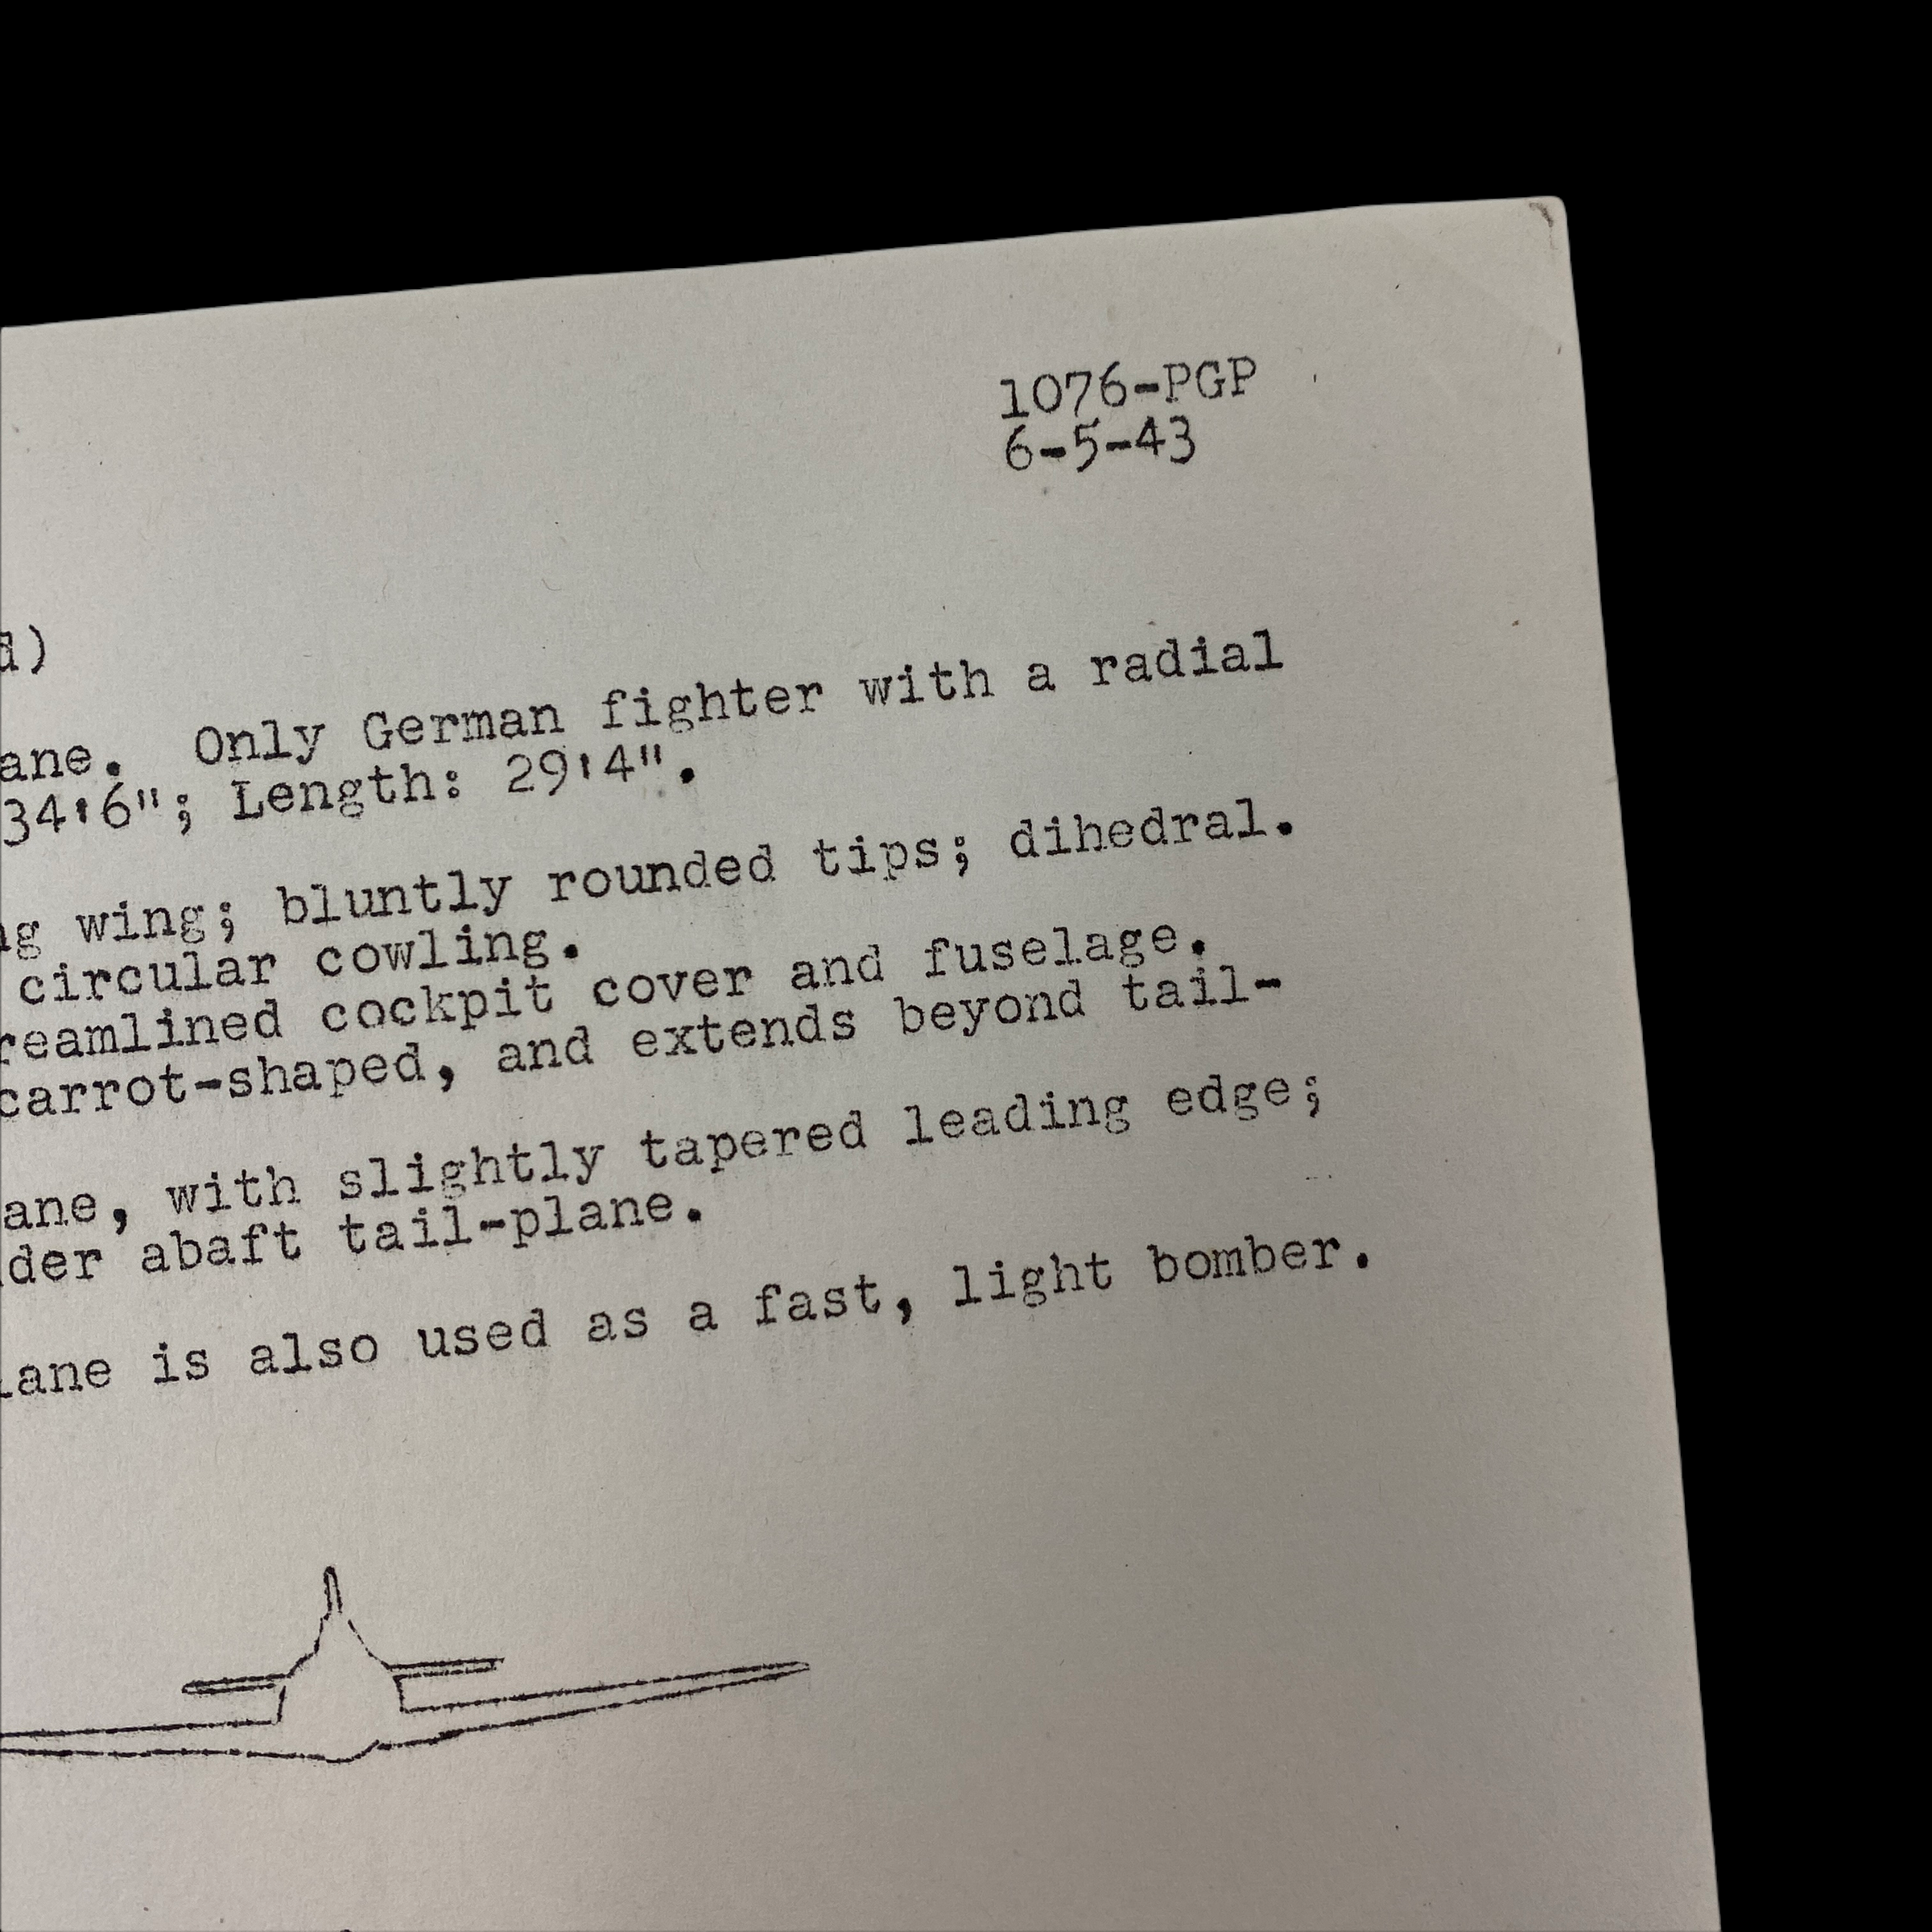 1076-PGP
6-5-43
d)
ane.  Only German fighter with a radial
34'6"; Length: 29'4".
ng wing; bluntly rounded tips; dihedral.
circular cowling.
reamlined cockpit cover and fuselage.
carrot-shaped, and extends beyond tail-
ane, with slightly tapered leading edge;
der abaft tail-plane.
lane is also used as a fast, light bomber.